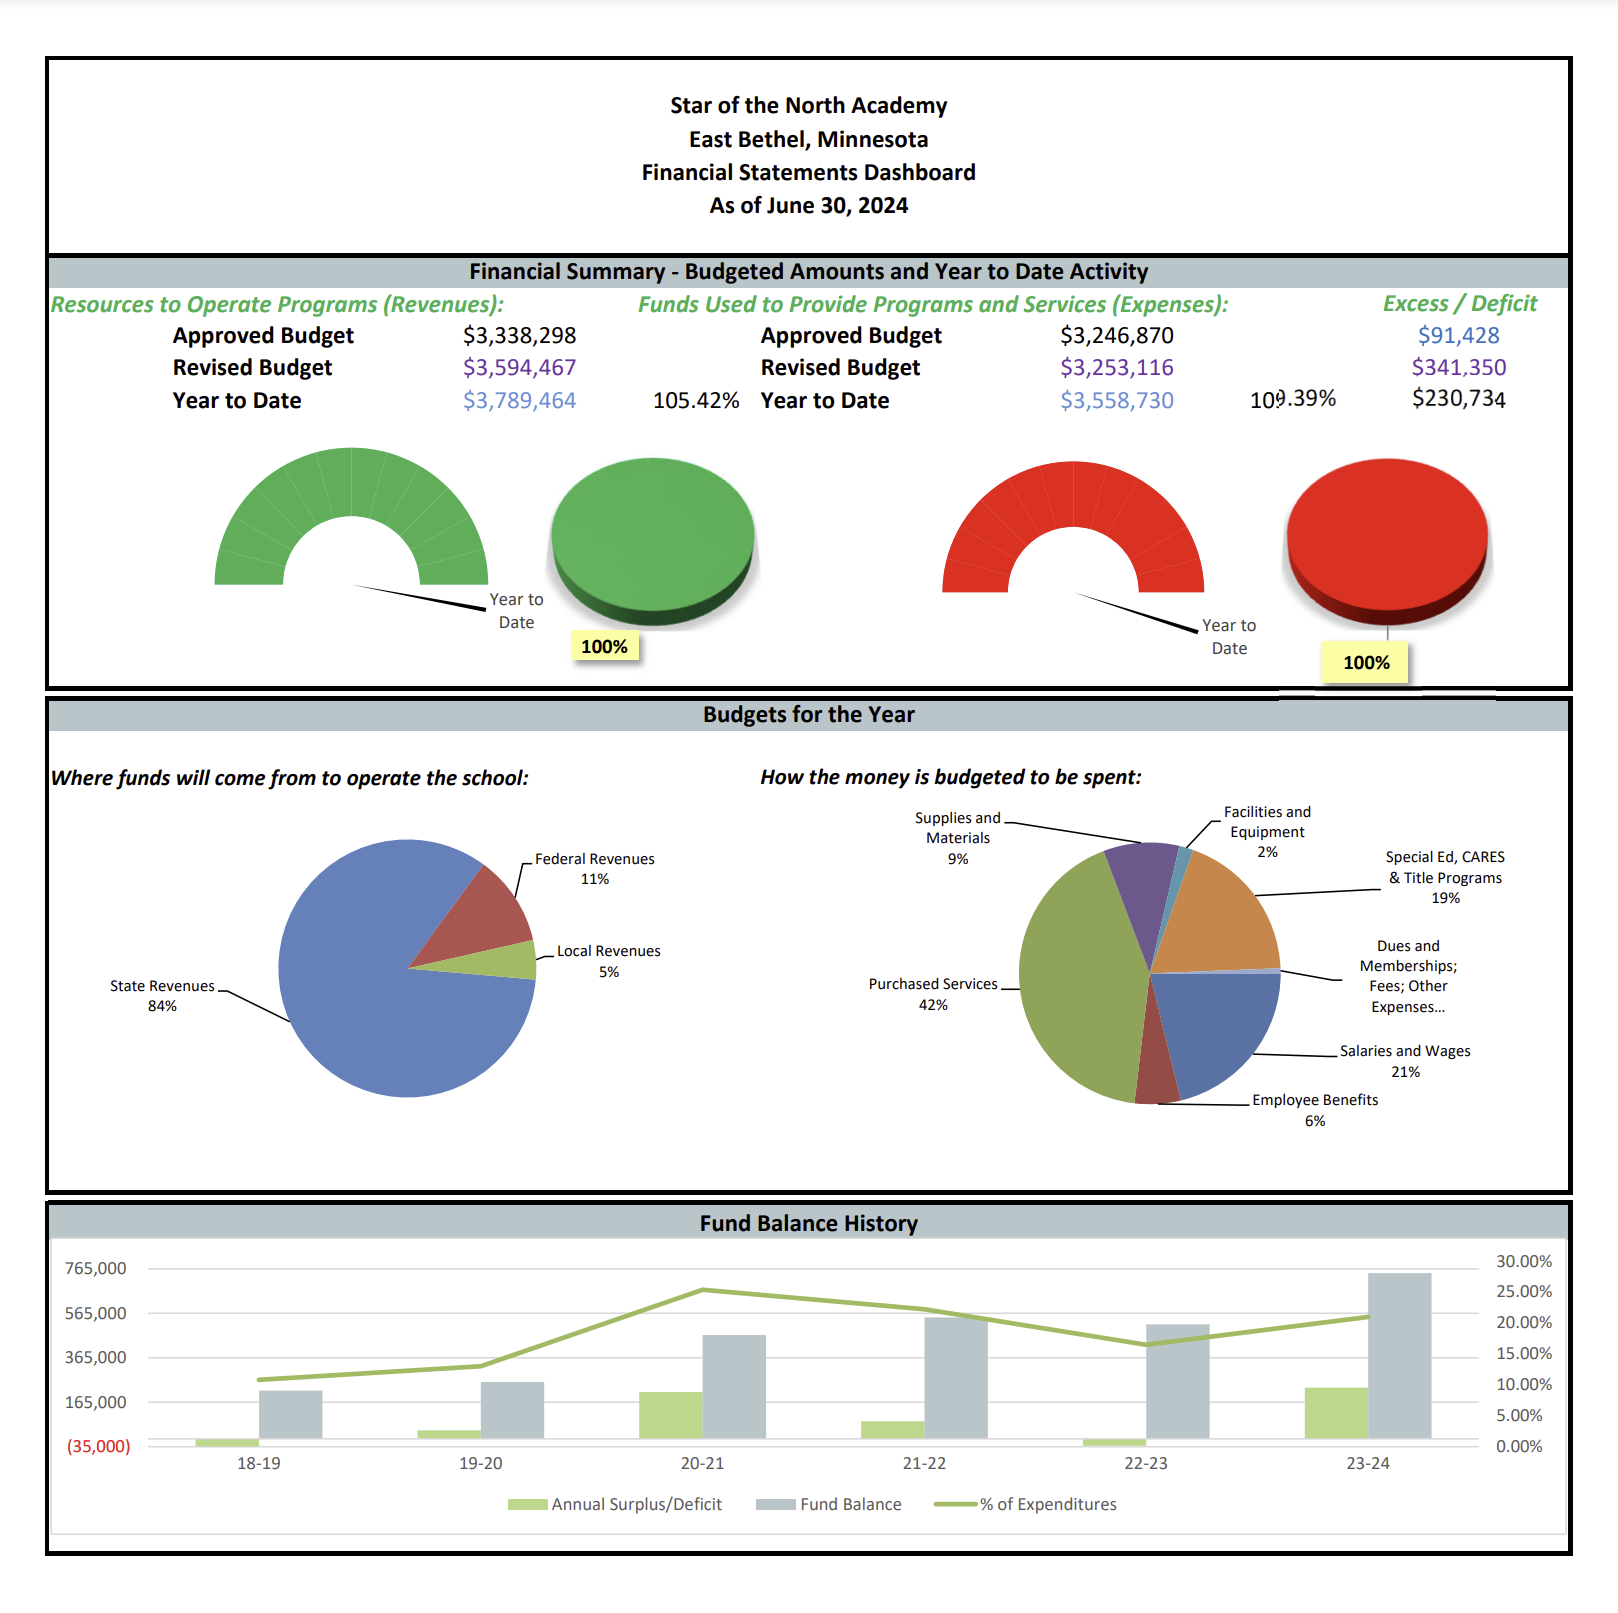 Star of the North Academy
East Bethel, Minnesota
Financial Statements Dashboard
As of June 30, 2024
Financial Summary - Budgeted Amounts and Year to Date Activity
Resources to Operate Programs (Revenues): Funds Used to Provide Programs and Services (Expenses): Excess / Deficit
Approved Budget $3,338,298 Approved Budget $3,246,870 $91,428
Revised Budget $3,594,467 Revised Budget $3,253,116 $341,350
Year to Date $3,789,464 105.42% Year to Date $3,558,730 109.39% $230,734
Year to
Date
100%
Year to
Date
100%
Budgets for the Year
Where funds will come from to operate the school:
Federal Revenues
11%
Local Revenues
5%
State Revenues
84%
How the money is budgeted to be spent:
Supplies and
Materials
9%
Facilities and
Equipment
2%
Special Ed, CARES
& Title Programs
19%
Dues and
Memberships;
Fees; Other
Expenses...
Purchased Services
42%
Salaries and Wages
21%
Employee Benefits
6%
Fund Balance History
765,000
565,000
365,000
165,000
(35,000)
30.00%
25.00%
20.00%
15.00%
10.00%
5.00%
0.00%
18-19 19-20 20-21 21-22 22-23 23-24
Annual Surplus/Deficit Fund Balance % of Expenditures